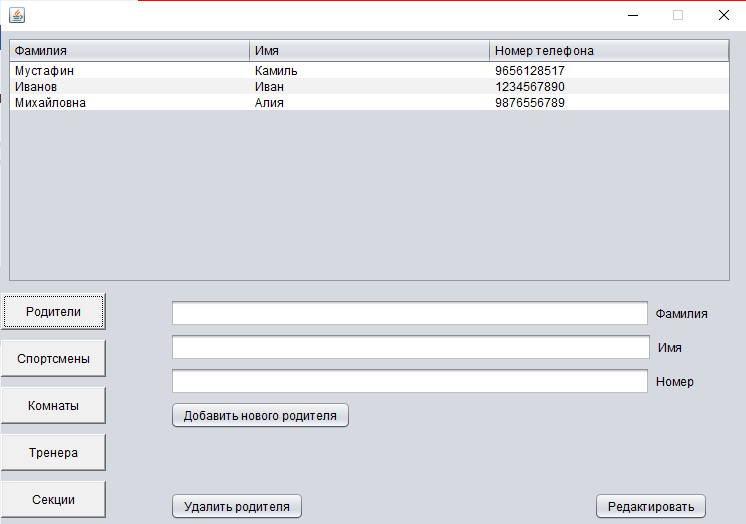 Фамилия Имя Номер телефона
Мустафин Камиль 9656128517
Иванов Иван 1234567890
Михайловна Алия 9876556789
Родители
Фамилия
Спортсмены
Имя
Комнаты
Номер
Добавить нового родителя
Тренера
Секции
Удалить родителя
Редактировать